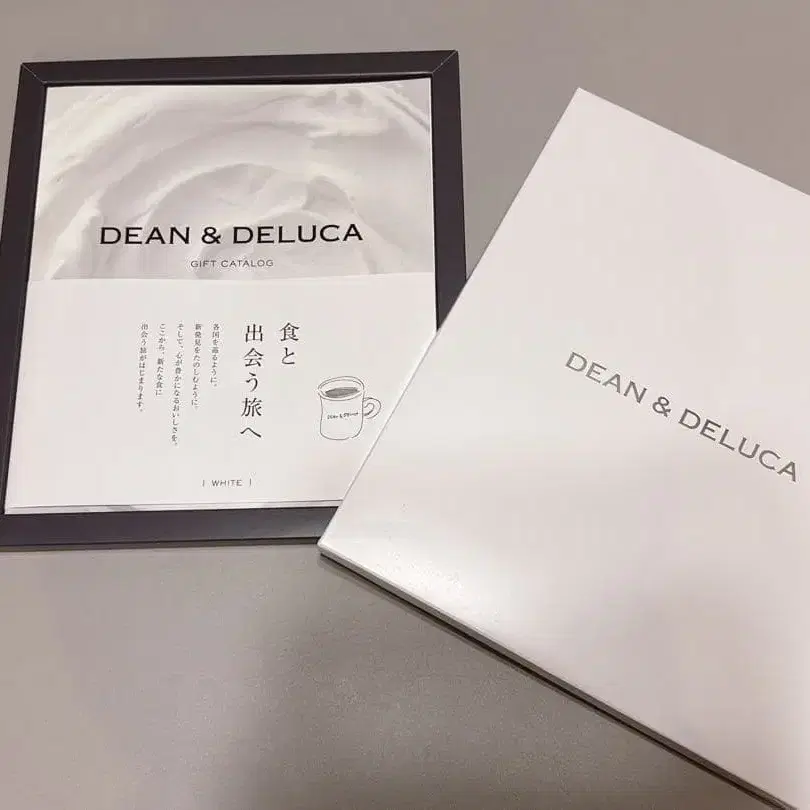 DEAN & DELUCA
GIFT CATALOG
食と
出会う旅へ
各国を巡るように。
新発見をたのしむように。
そして、心が豊かになるおいしさを。
ここから、新たな食に
出会う旅がはじまります。
DEAN & DELUCA
| WHITE |
DEAN & DELUCA